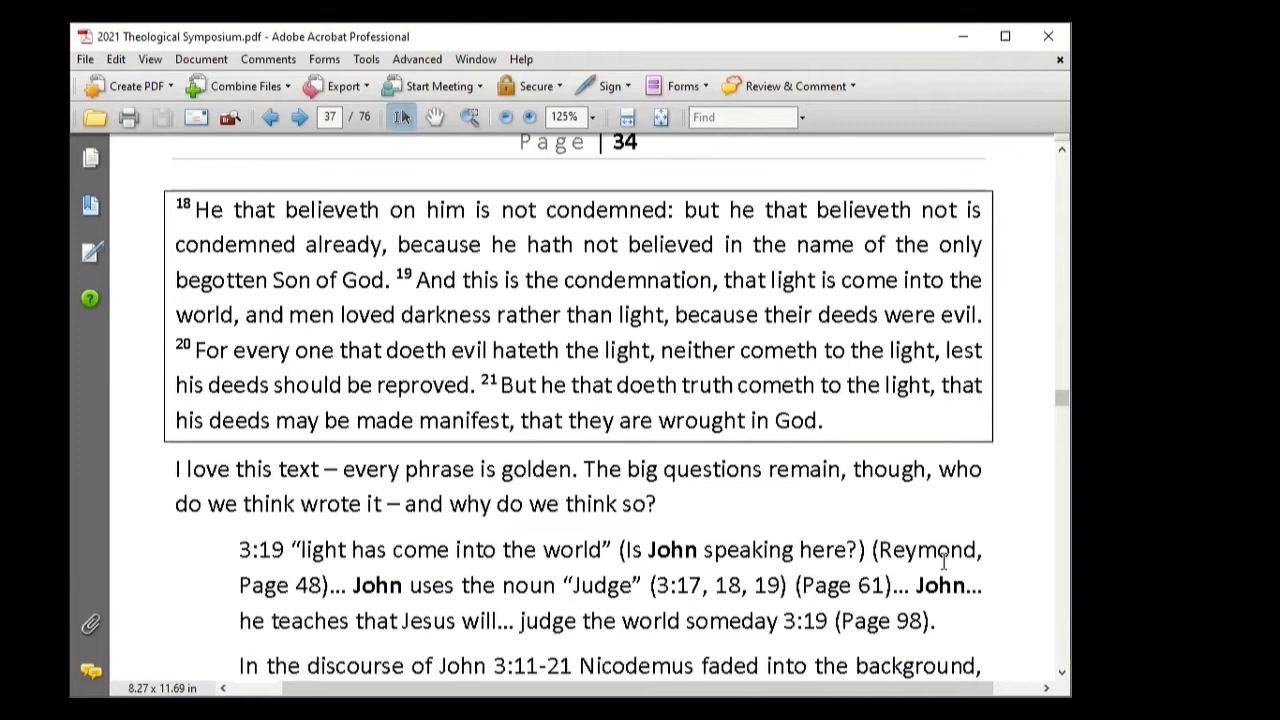 2021 Theological Symposium.pdf - Adobe Acrobat Professional
File Edit View Document Comments Forms Tools Advanced Window Help
Create PDF Combine Files Export Start Meeting Secure Sign Forms Review & Comment
37 / 76 125% Find
Page | 34
18 He that believeth on him is not condemned: but he that believeth not is
condemned already, because he hath not believed in the name of the only
begotten Son of God. 19 And this is the condemnation, that light is come into the
world, and men loved darkness rather than light, because their deeds were evil.
20 For every one that doeth evil hateth the light, neither cometh to the light, lest
his deeds should be reproved. 21 But he that doeth truth cometh to the light, that
his deeds may be made manifest, that they are wrought in God.
I love this text – every phrase is golden. The big questions remain, though, who
do we think wrote it – and why do we think so?
3:19 “light has come into the world” (Is John speaking here?) (Reymond,
Page 48)... John uses the noun “Judge” (3:17, 18, 19) (Page 61)... John...
he teaches that Jesus will... judge the world someday 3:19 (Page 98).
In the discourse of John 3:11-21 Nicodemus faded into the background,
8.27 x 11.69 in